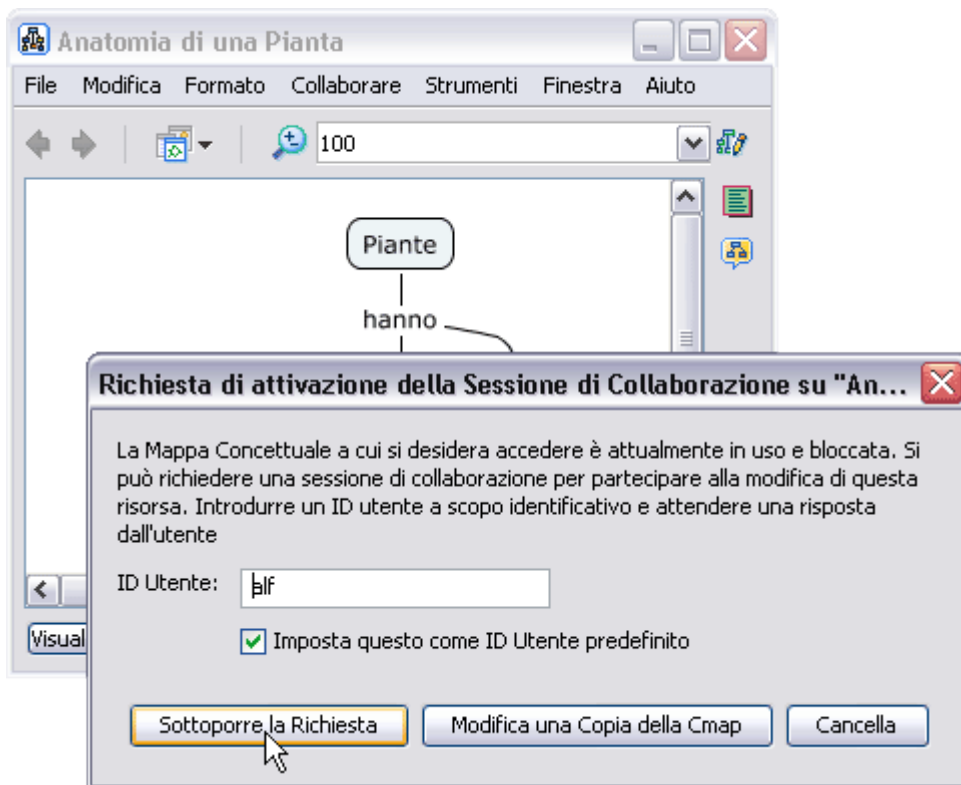 Anatomia di una Pianta
File Modifica Formato Collaborare Strumenti Finestra Aiuto
100
Piante
hanno
Richiesta di attivazione della Sessione di Collaborazione su "An...
La Mappa Concettuale a cui si desidera accedere è attualmente in uso e bloccata. Si
può richiedere una sessione di collaborazione per partecipare alla modifica di questa
risorsa. Introdurre un ID utente a scopo identificativo e attendere una risposta
dall'utente
ID Utente: alf
Imposta questo come ID Utente predefinito
Visual
Sottoporre la Richiesta Modifica una Copia della Cmap Cancella